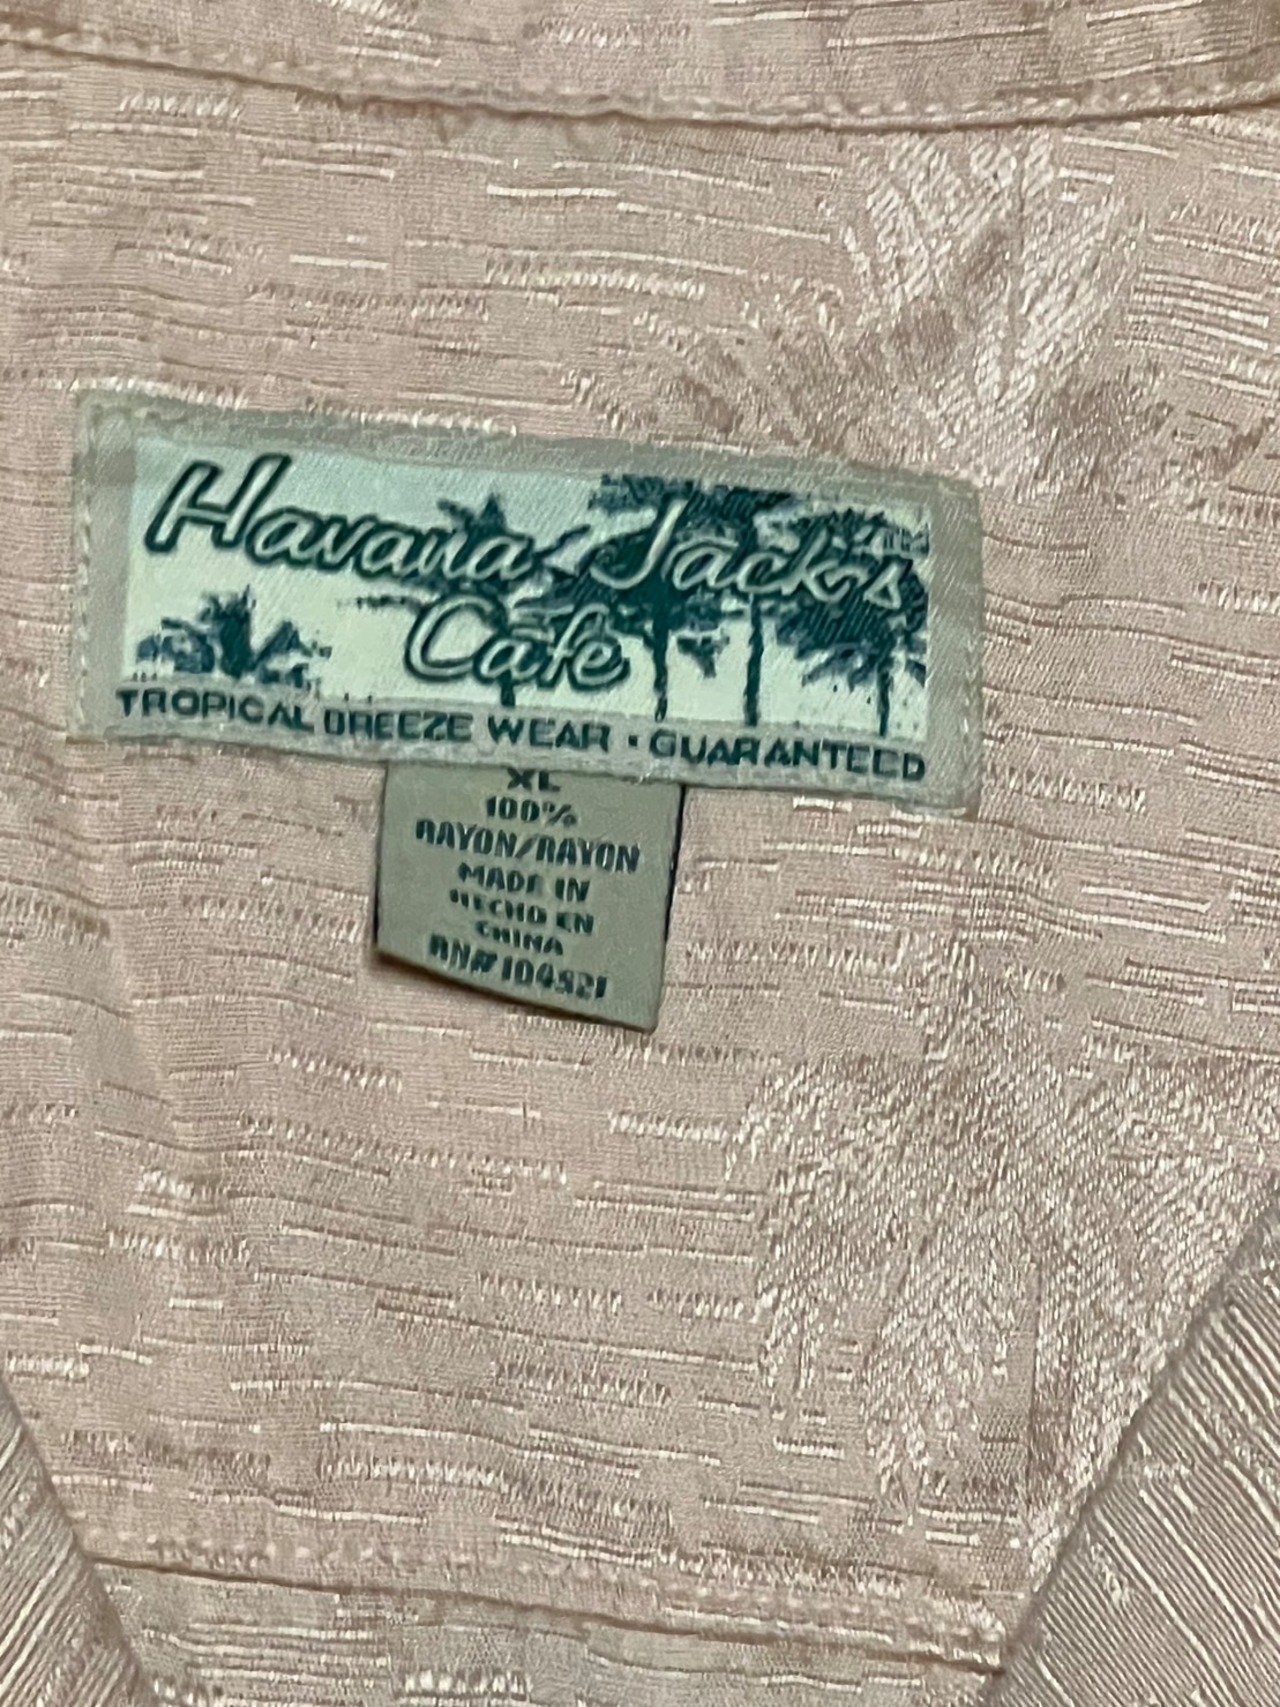 Havana Jack's
Cafe
TROPICAL BREEZE WEAR • GUARANTEED
XL
100%
RAYON/RAYON
MADE IN
HECHO EN
CHINA
RN# 104521